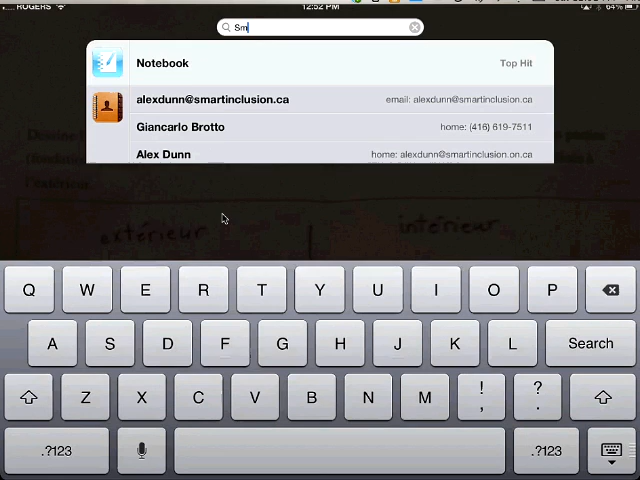 ROGERS 12:52 PM 64%
Sm
Notebook Top Hit
alexdunn@smartinclusion.ca email: alexdunn@smartinclusion.ca
Giancarlo Brotto home: (416) 619-7511
Alex Dunn home: alexdunn@smartinclusion.on.ca
l'extérieur.
extérieur intérieur
Q W E R T Y U I O P
A S D F G H J K L Search
Z X C V B N M ! , ? .
.?123 .?123